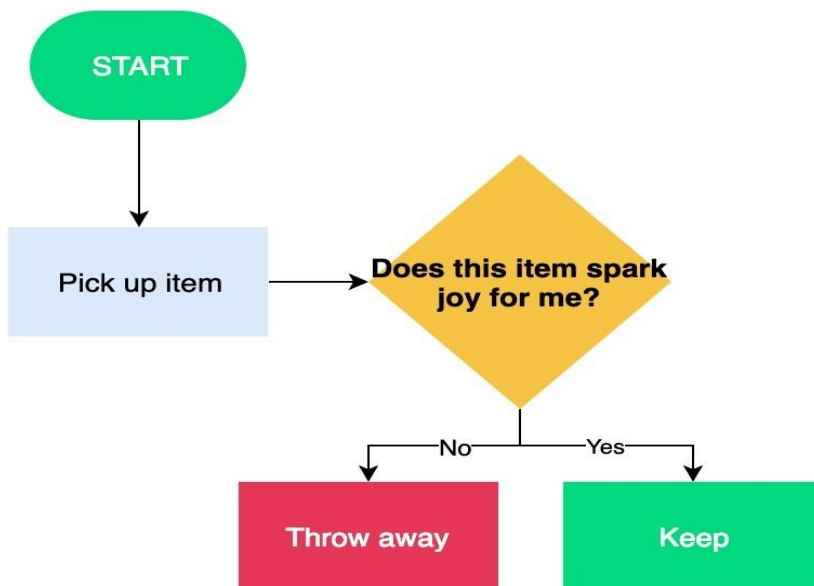 START
Pick up item
Does this item spark
joy for me?
No
Yes
Throw away
Keep